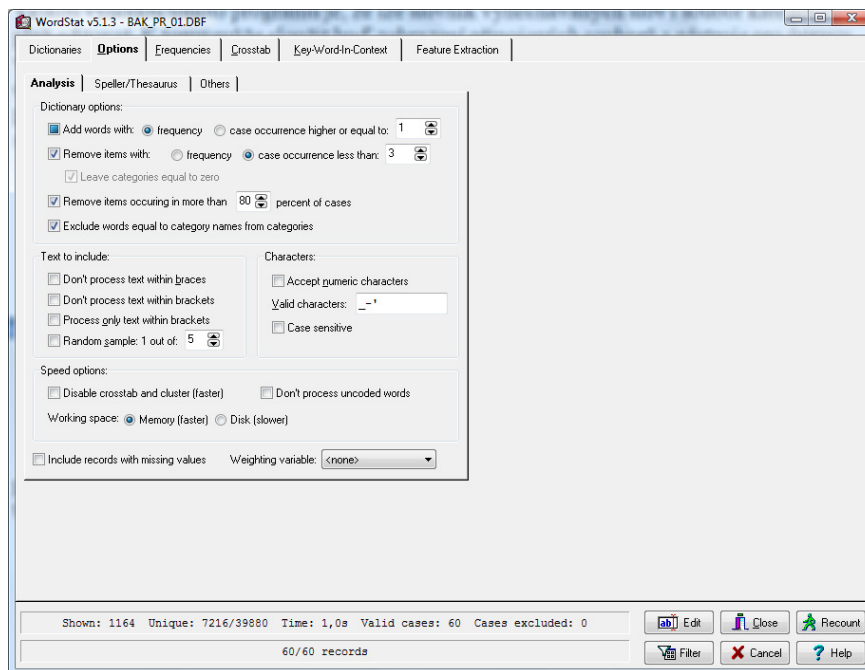 WordStat v5.1.3 - BAK_PR_01.DBF
Dictionaries Options Frequencies Crosstab Key-Word-In-Context Feature Extraction
Analysis Speller/Thesaurus Others
Dictionary options:
Add words with: frequency case occurrence higher or equal to: 1
Remove items with: frequency case occurrence less than: 3
Leave categories equal to zero
Remove items occuring in more than 80 percent of cases
Exclude words equal to category names from categories
Text to include:
Don't process text within braces
Don't process text within brackets
Process only text within brackets
Random sample: 1 out of: 5
Characters:
Accept numeric characters
Valid characters: _-'
Case sensitive
Speed options:
Disable crosstab and cluster (faster) Don't process uncoded words
Working space: Memory (faster) Disk (slower)
Include records with missing values Weighting variable: <none>
Shown: 1164 Unique: 7216/39880 Time: 1,0s Valid cases: 60 Cases excluded: 0
60/60 records
Edit Close Recount
Filter Cancel Help